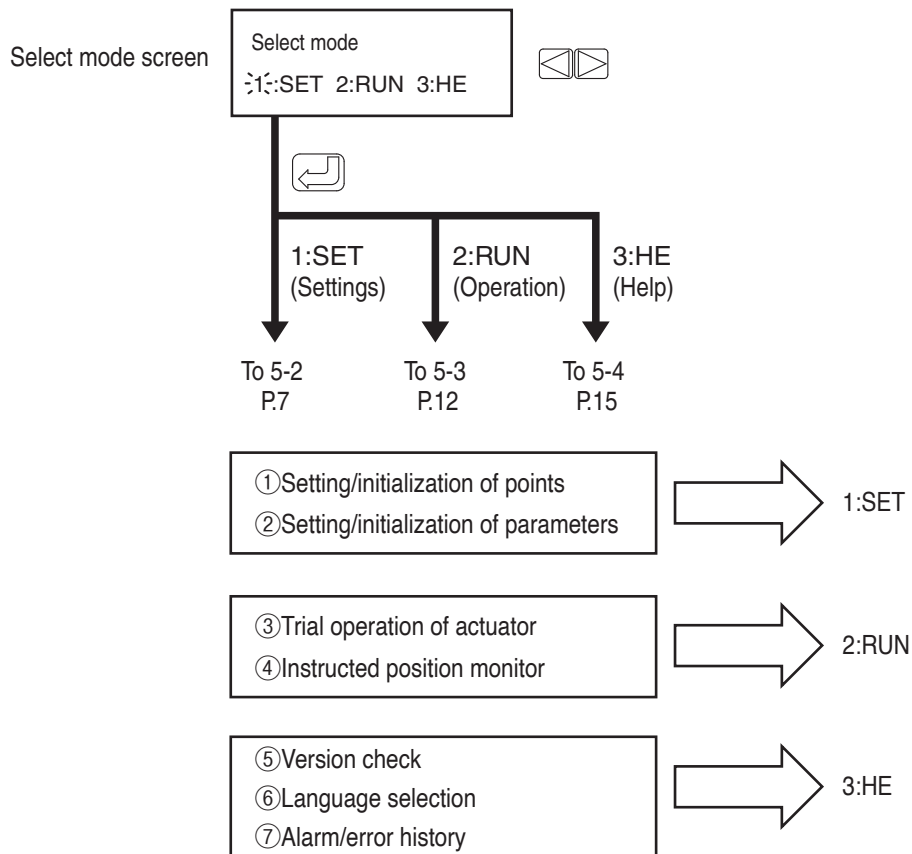 Select mode screen
Select mode
1:SET 2:RUN 3:HE
1:SET
(Settings)
2:RUN
(Operation)
3:HE
(Help)
To 5-2
P.7
To 5-3
P.12
To 5-4
P.15
①Setting/initialization of points
②Setting/initialization of parameters
1:SET
③Trial operation of actuator
④Instructed position monitor
2:RUN
⑤Version check
⑥Language selection
⑦Alarm/error history
3:HE